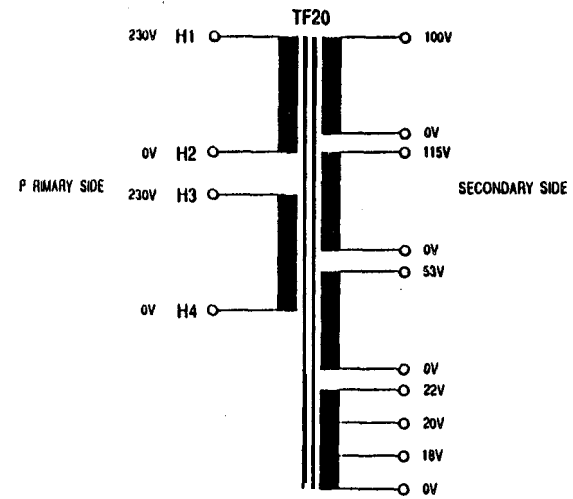 TF20
230V H1 100V
0V
0V H2 115V
P RIMARY SIDE 230V H3 SECONDARY SIDE
0V
53V
0V H4
0V
22V
20V
18V
0V